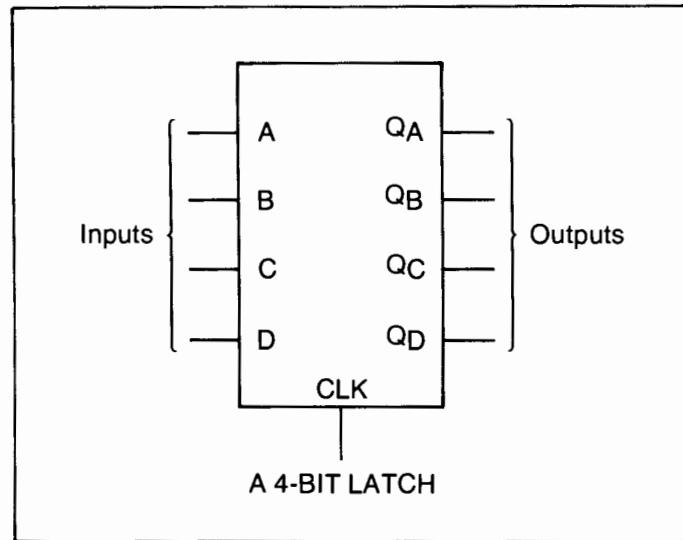 A QA
B QB
Inputs Outputs
C QC
D QD
CLK
A 4-BIT LATCH